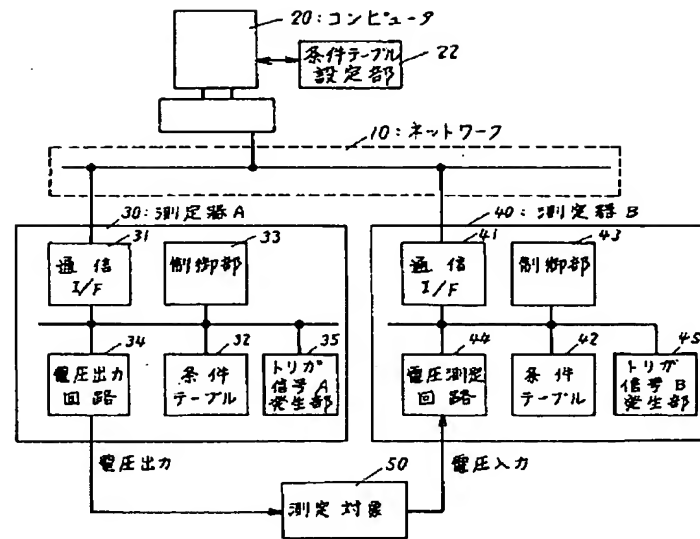 20:コンピュータ
条件テーブル
設定部
22
10:ネットワーク
30:測定器A
40:測定器B
31
33
41
43
通信
I/F
制御部
通信
I/F
制御部
34
32
35
44
42
45
電圧出力
回路
条件
テーブル
トリガ
信号A
発生部
電圧測定
回路
条件
テーブル
トリガ
信号B
発生部
電圧出力
50
電圧入力
測定対象